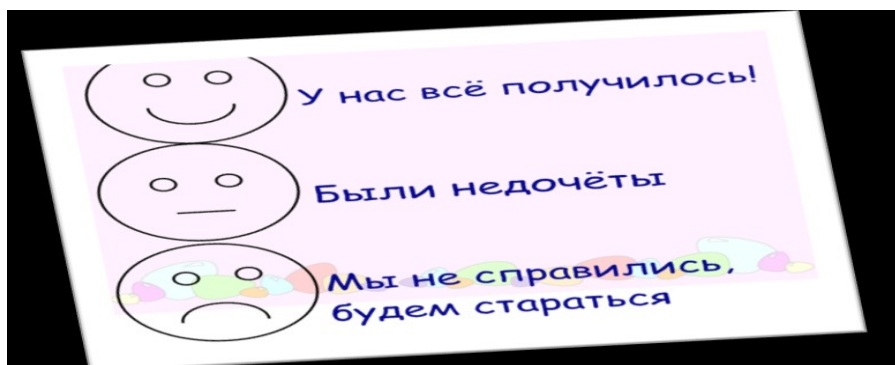 У нас всё получилось!
Были недочёты
Мы не справились,
будем стараться